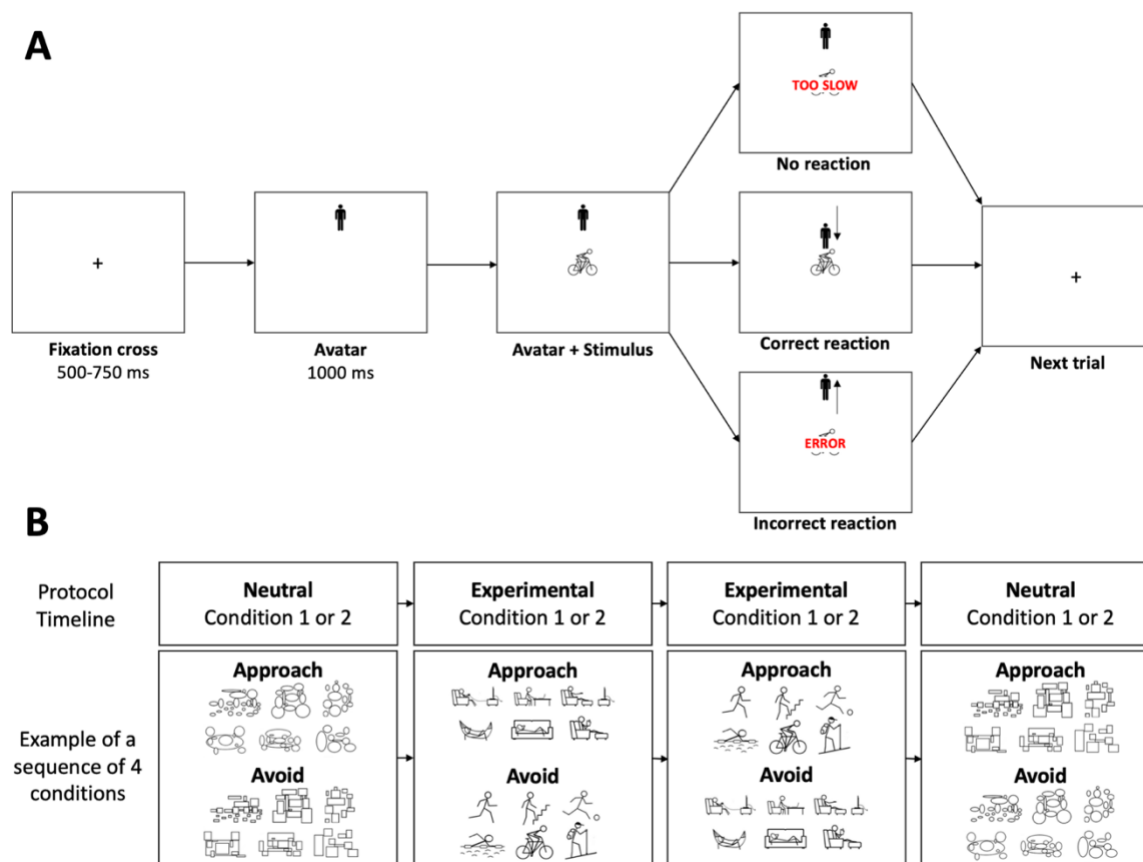 A
TOO SLOW
No reaction
+
Fixation cross
500-750 ms
Avatar
1000 ms
Avatar + Stimulus
Correct reaction
+
Next trial
ERROR
Incorrect reaction
B
Protocol
Timeline
Neutral
Condition 1 or 2
Experimental
Condition 1 or 2
Experimental
Condition 1 or 2
Neutral
Condition 1 or 2
Example of a
sequence of 4
conditions
Approach
Avoid
Approach
Avoid
Approach
Avoid
Approach
Avoid